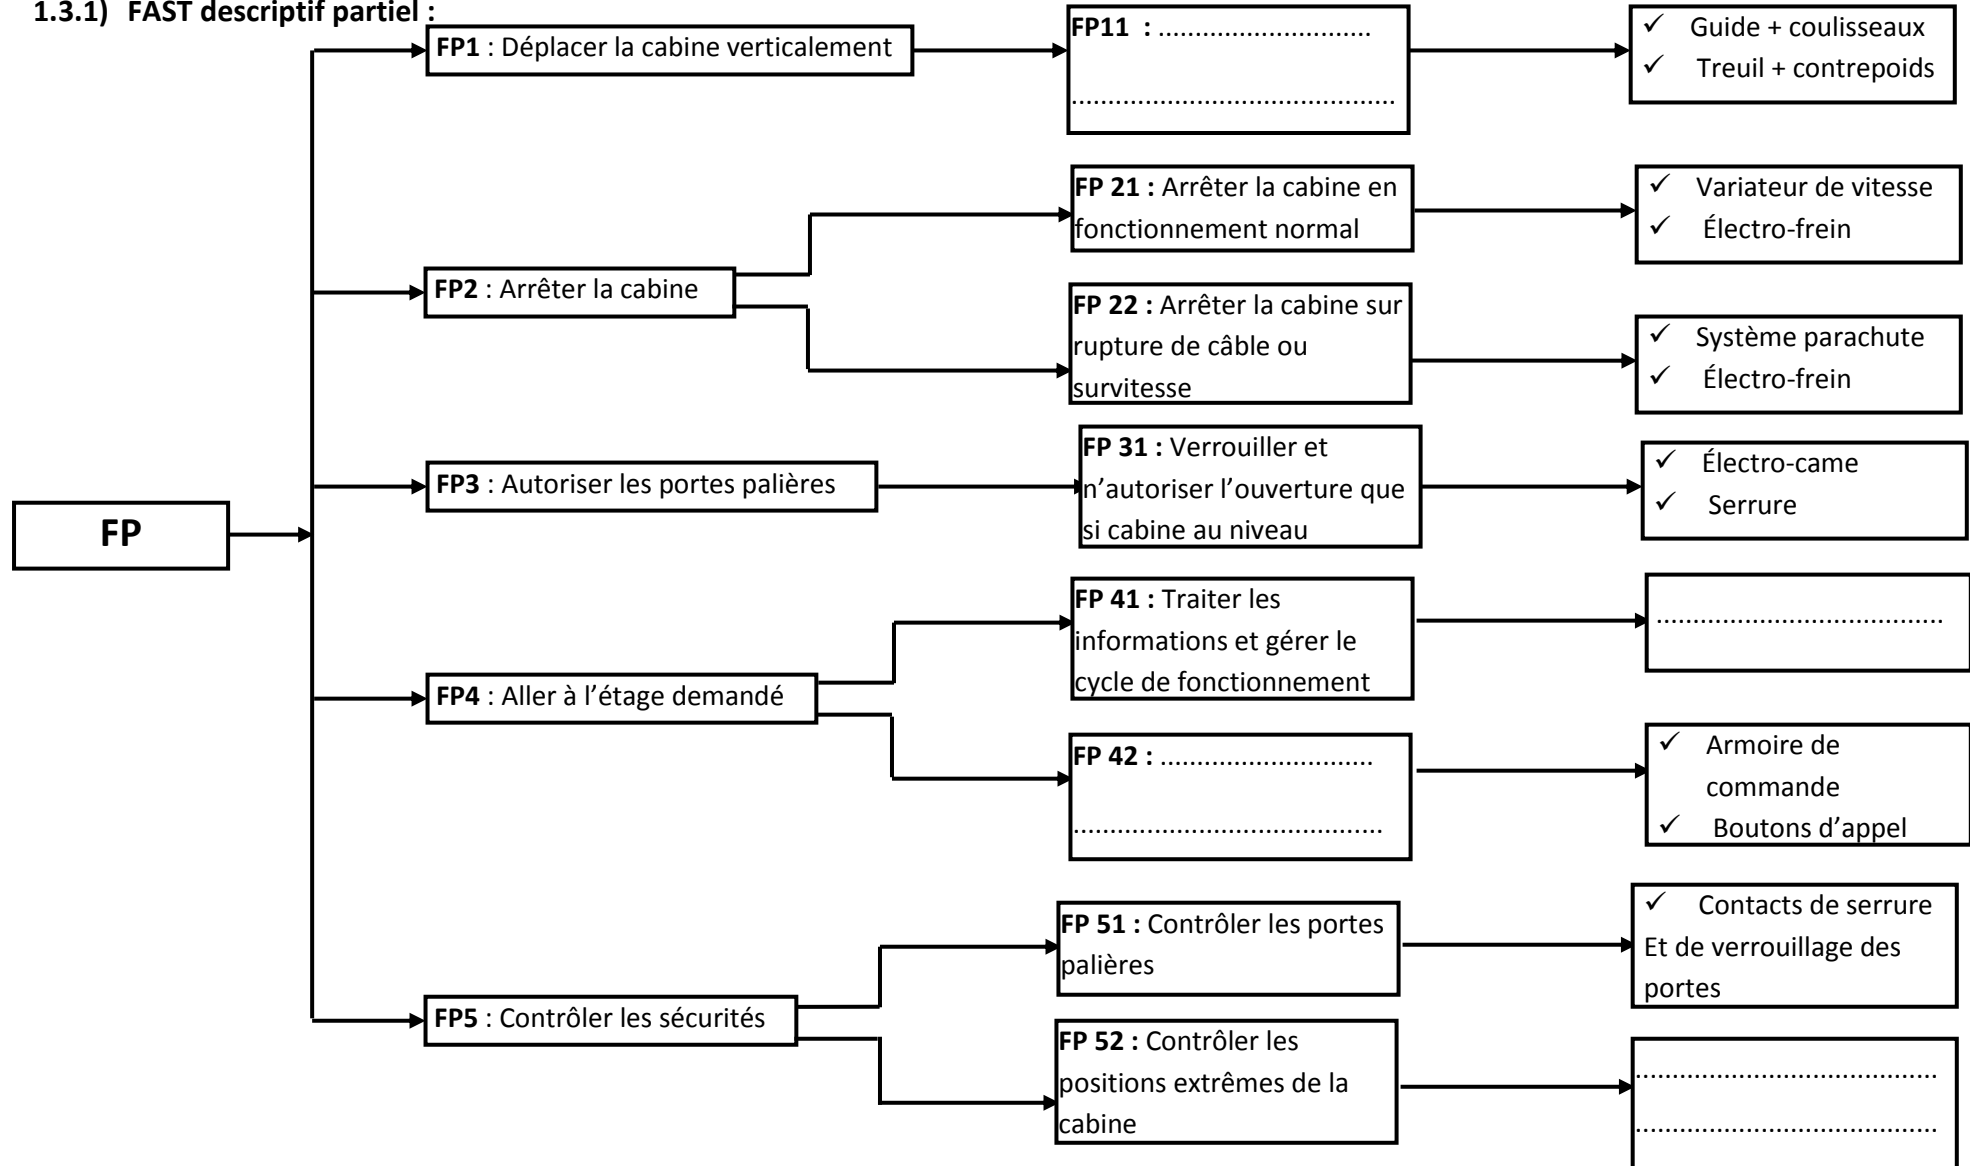 1.3.1) FAST descriptif partiel :
FP1 : Déplacer la cabine verticalement
FP11 : .............................
............................................
✓ Guide + coulisseaux
✓ Treuil + contrepoids
FP 21 : Arrêter la cabine en
fonctionnement normal
✓ Variateur de vitesse
✓ Électro-frein
FP2 : Arrêter la cabine
FP 22 : Arrêter la cabine sur
rupture de câble ou
survitesse
✓ Système parachute
✓ Électro-frein
FP3 : Autoriser les portes palières
FP 31 : Verrouiller et
n’autoriser l’ouverture que
si cabine au niveau
✓ Électro-came
✓ Serrure
FP
FP 41 : Traiter les
informations et gérer le
cycle de fonctionnement
.......................................
FP4 : Aller à l’étage demandé
FP 42 : .............................
..........................................
✓ Armoire de
commande
✓ Boutons d’appel
FP 51 : Contrôler les portes
palières
✓ Contacts de serrure
Et de verrouillage des
portes
FP5 : Contrôler les sécurités
FP 52 : Contrôler les
positions extrêmes de la
cabine
.........................................
.........................................